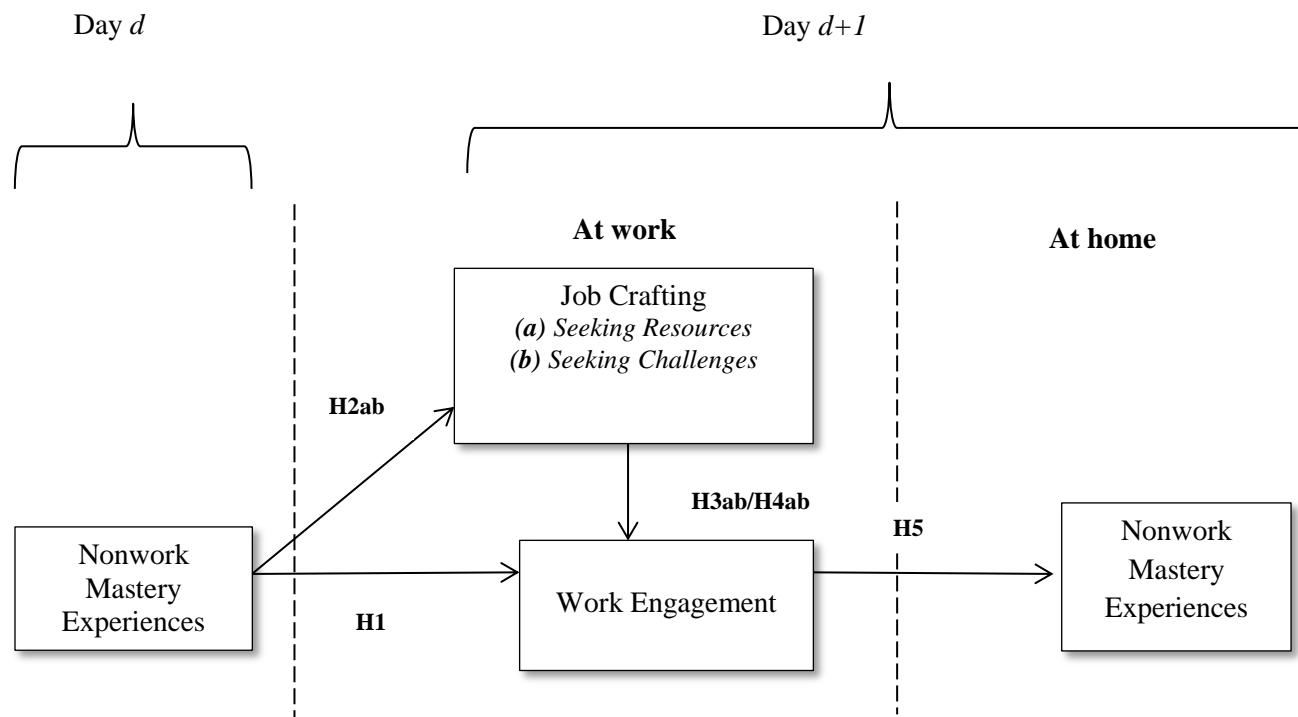 Day d
Day d+1
At work
At home
Job Crafting
(a) Seeking Resources
(b) Seeking Challenges
H2ab
H3ab/H4ab
H5
Nonwork
Mastery
Experiences
H1
Work Engagement
Nonwork
Mastery
Experiences